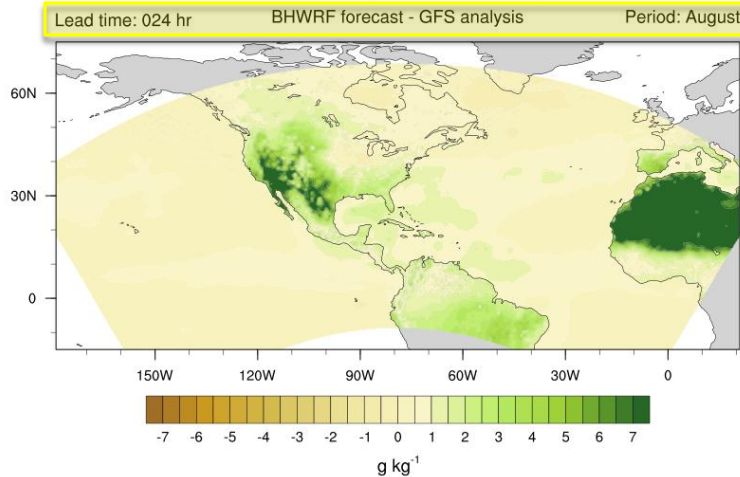 Lead time: 024 hr BHWRF forecast - GFS analysis Period: August
60N
30N
0
150W 120W 90W 60W 30W 0
-7 -6 -5 -4 -3 -2 -1 0 1 2 3 4 5 6 7
g kg⁻¹